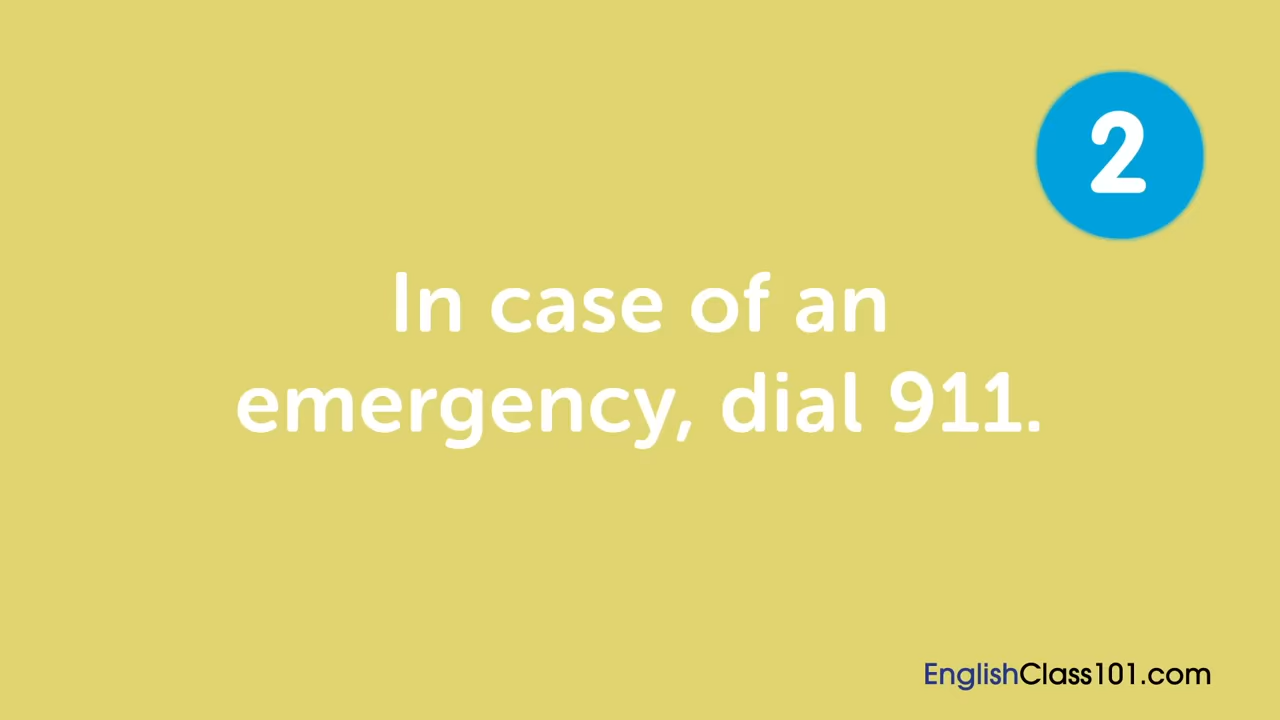 2
In case of an
emergency, dial 911.
EnglishClass101.com